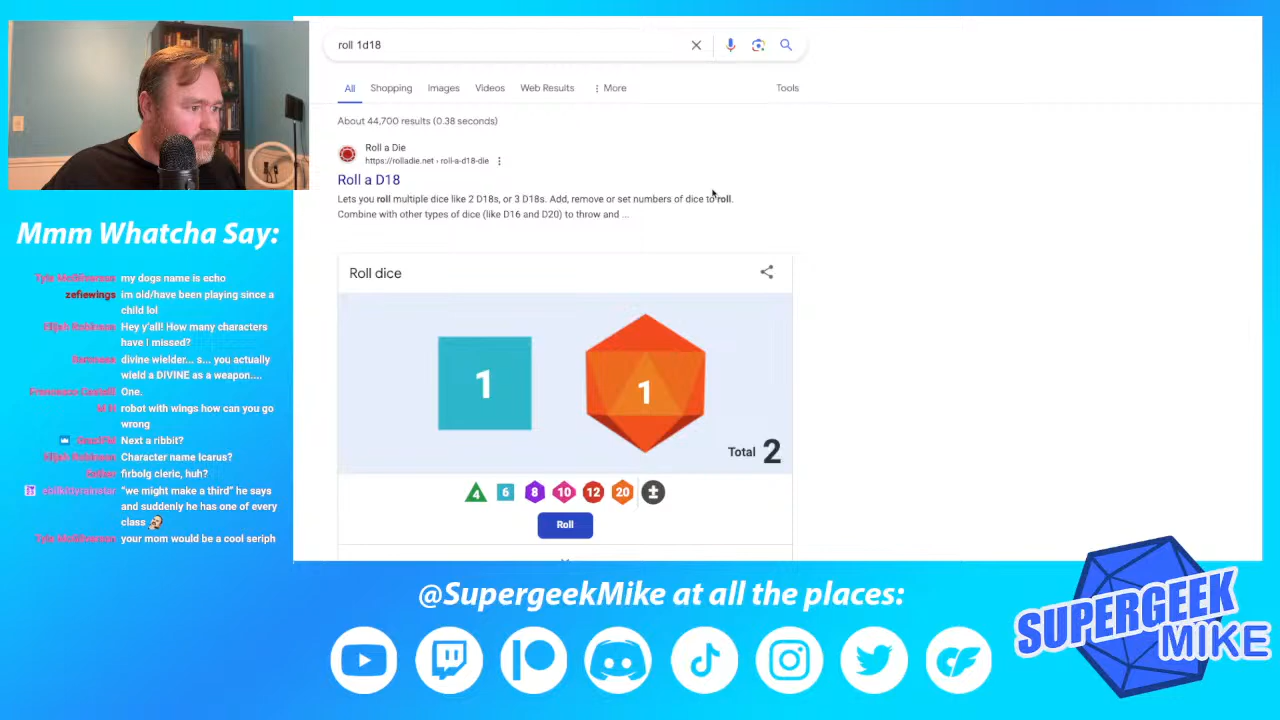 roll 1d18
All
Shopping
Images
Videos
Web Results
More
Tools
About 44,700 results (0.38 seconds)
Roll a Die
https://rolladie.net › roll-a-d18-die
Roll a D18
Lets you roll multiple dice like 2 D18s, or 3 D18s. Add, remove or set numbers of dice to roll.
Combine with other types of dice (like D16 and D20) to throw and ...
Roll dice
1
1
Total 2
4
6
8
10
12
20
±
Roll
Mmm Whatcha Say:
my dogs name is echo
zefiewings im old/have been playing since a
child lol
Hey y'all! How many characters
have I missed?
divine wielder... s... you actually
wield a DIVINE as a weapon....
One.
robot with wings how can you go
wrong
Next a ribbit?
Character name Icarus?
firbolg cleric, huh?
"we might make a third" he says
and suddenly he has one of every
class
your mom would be a cool seriph
@SupergeekMike at all the places:
SUPERGEEK
MIKE